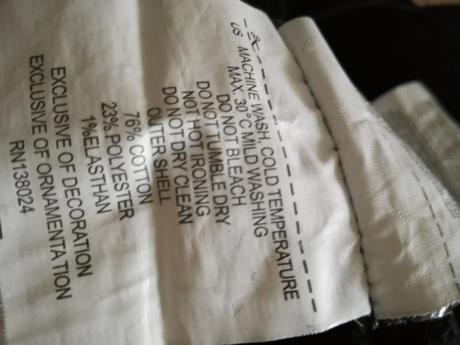 US MACHINE WASH, COLD TEMPERATURE
MAX. 30°C MILD WASHING
DO NOT BLEACH
DO NOT TUMBLE DRY
NOT HOT IRONING
DO NOT DRY CLEAN
OUTER SHELL
76% COTTON
23% POLYESTER
1%ELASTHAN
EXCLUSIVE OF DECORATION
EXCLUSIVE OF ORNAMENTATION
RN138024